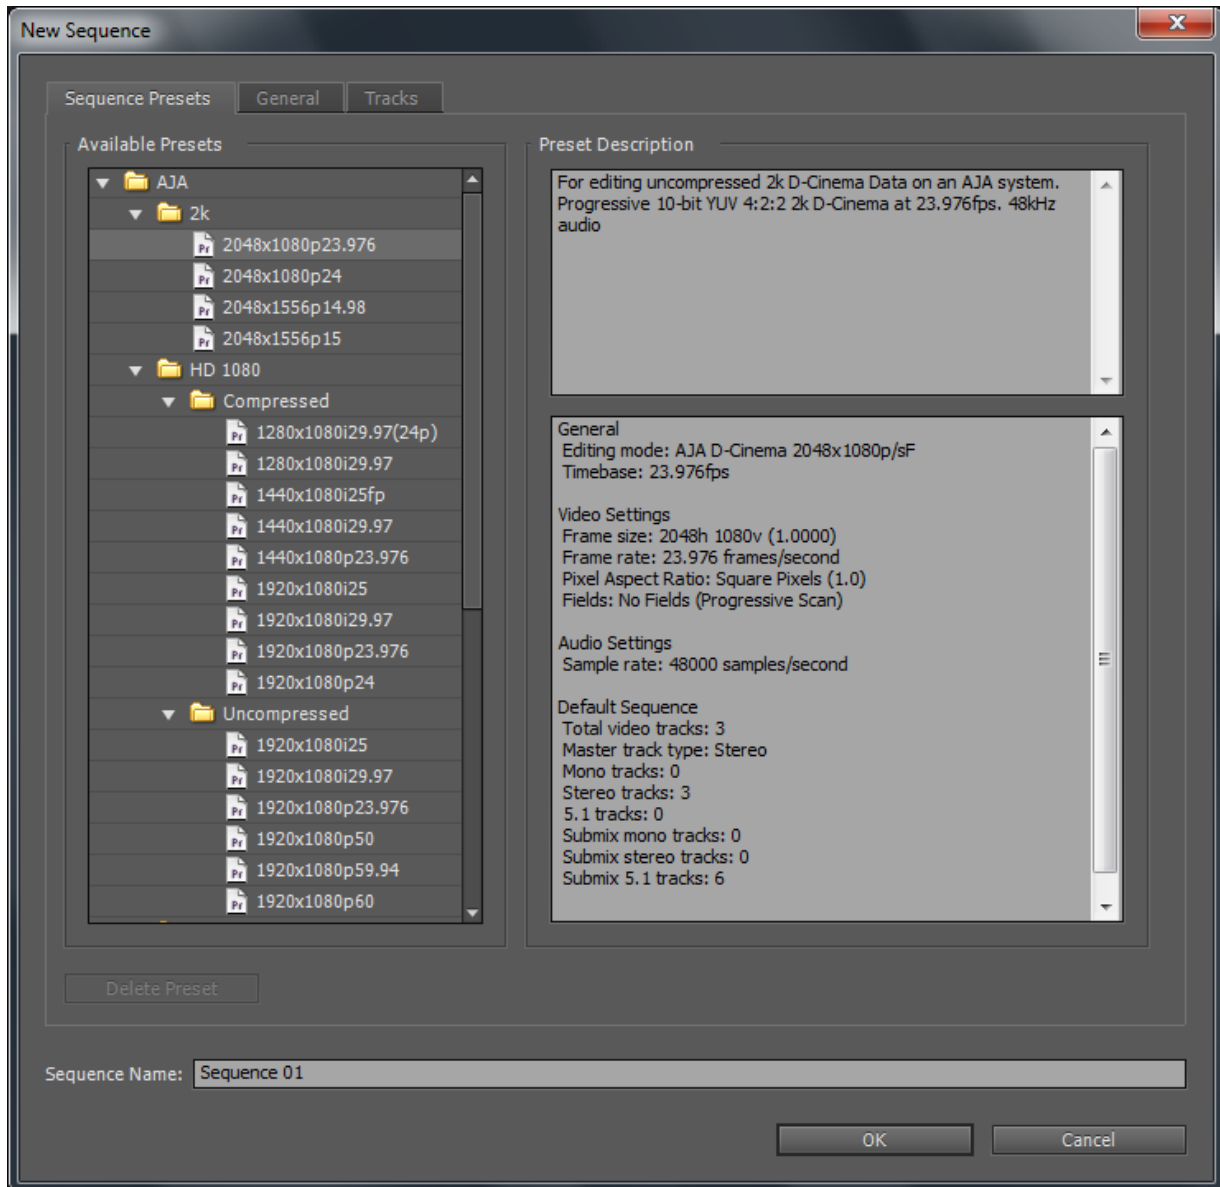 New Sequence
Sequence Presets General Tracks
Available Presets
AJA
2k
2048x1080p23.976
2048x1080p24
2048x1556p14.98
2048x1556p15
HD 1080
Compressed
1280x1080i29.97(24p)
1280x1080i29.97
1440x1080i25fp
1440x1080i29.97
1440x1080p23.976
1920x1080i25
1920x1080i29.97
1920x1080p23.976
1920x1080p24
Uncompressed
1920x1080i25
1920x1080i29.97
1920x1080p23.976
1920x1080p50
1920x1080p59.94
1920x1080p60
Delete Preset
Preset Description
For editing uncompressed 2k D-Cinema Data on an AJA system.
Progressive 10-bit YUV 4:2:2 2k D-Cinema at 23.976fps. 48kHz
audio
General
Editing mode: AJA D-Cinema 2048x1080p/sF
Timebase: 23.976fps
Video Settings
Frame size: 2048h 1080v (1.0000)
Frame rate: 23.976 frames/second
Pixel Aspect Ratio: Square Pixels (1.0)
Fields: No Fields (Progressive Scan)
Audio Settings
Sample rate: 48000 samples/second
Default Sequence
Total video tracks: 3
Master track type: Stereo
Mono tracks: 0
Stereo tracks: 3
5.1 tracks: 0
Submix mono tracks: 0
Submix stereo tracks: 0
Submix 5.1 tracks: 6
Sequence Name: Sequence 01
OK Cancel